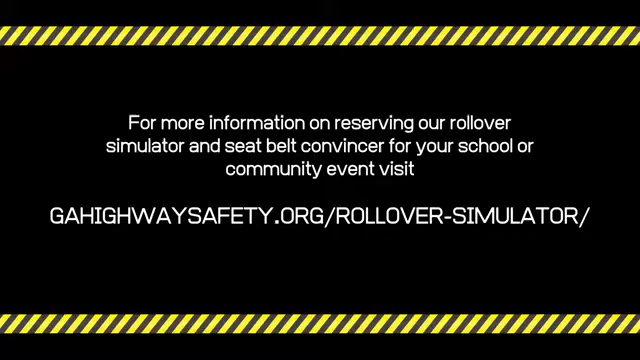 For more information on reserving our rollover
simulator and seat belt convincer for your school or
community event visit
GAHIGHWAYSAFETY.ORG/ROLLOVER-SIMULATOR/